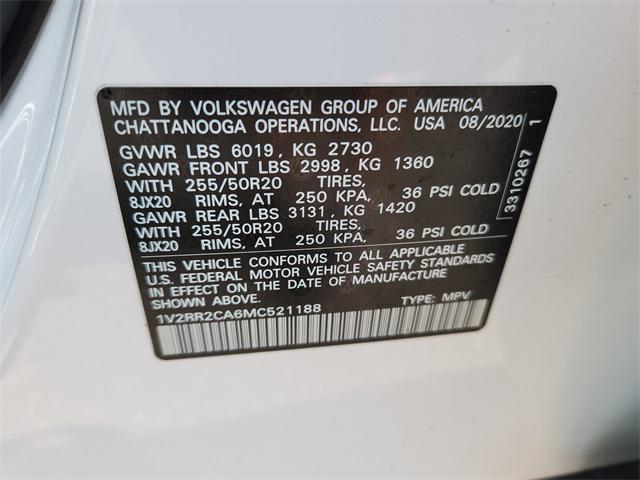 MFD BY VOLKSWAGEN GROUP OF AMERICA
CHATTANOOGA OPERATIONS, LLC. USA 08/2020
GVWR LBS 6019, KG 2730
GAWR FRONT LBS 2998, KG 1360
WITH 255/50R20 TIRES,
8JX20 RIMS, AT 250 KPA, 36 PSI COLD
GAWR REAR LBS 3131, KG 1420
WITH 255/50R20 TIRES,
8JX20 RIMS, AT 250 KPA, 36 PSI COLD
THIS VEHICLE CONFORMS TO ALL APPLICABLE
U.S. FEDERAL MOTOR VEHICLE SAFETY STANDARDS
IN EFFECT ON THE DATE OF MANUFACTURE
SHOWN ABOVE
1V2RR2CA6MC521188 TYPE: MPV
3310267 1